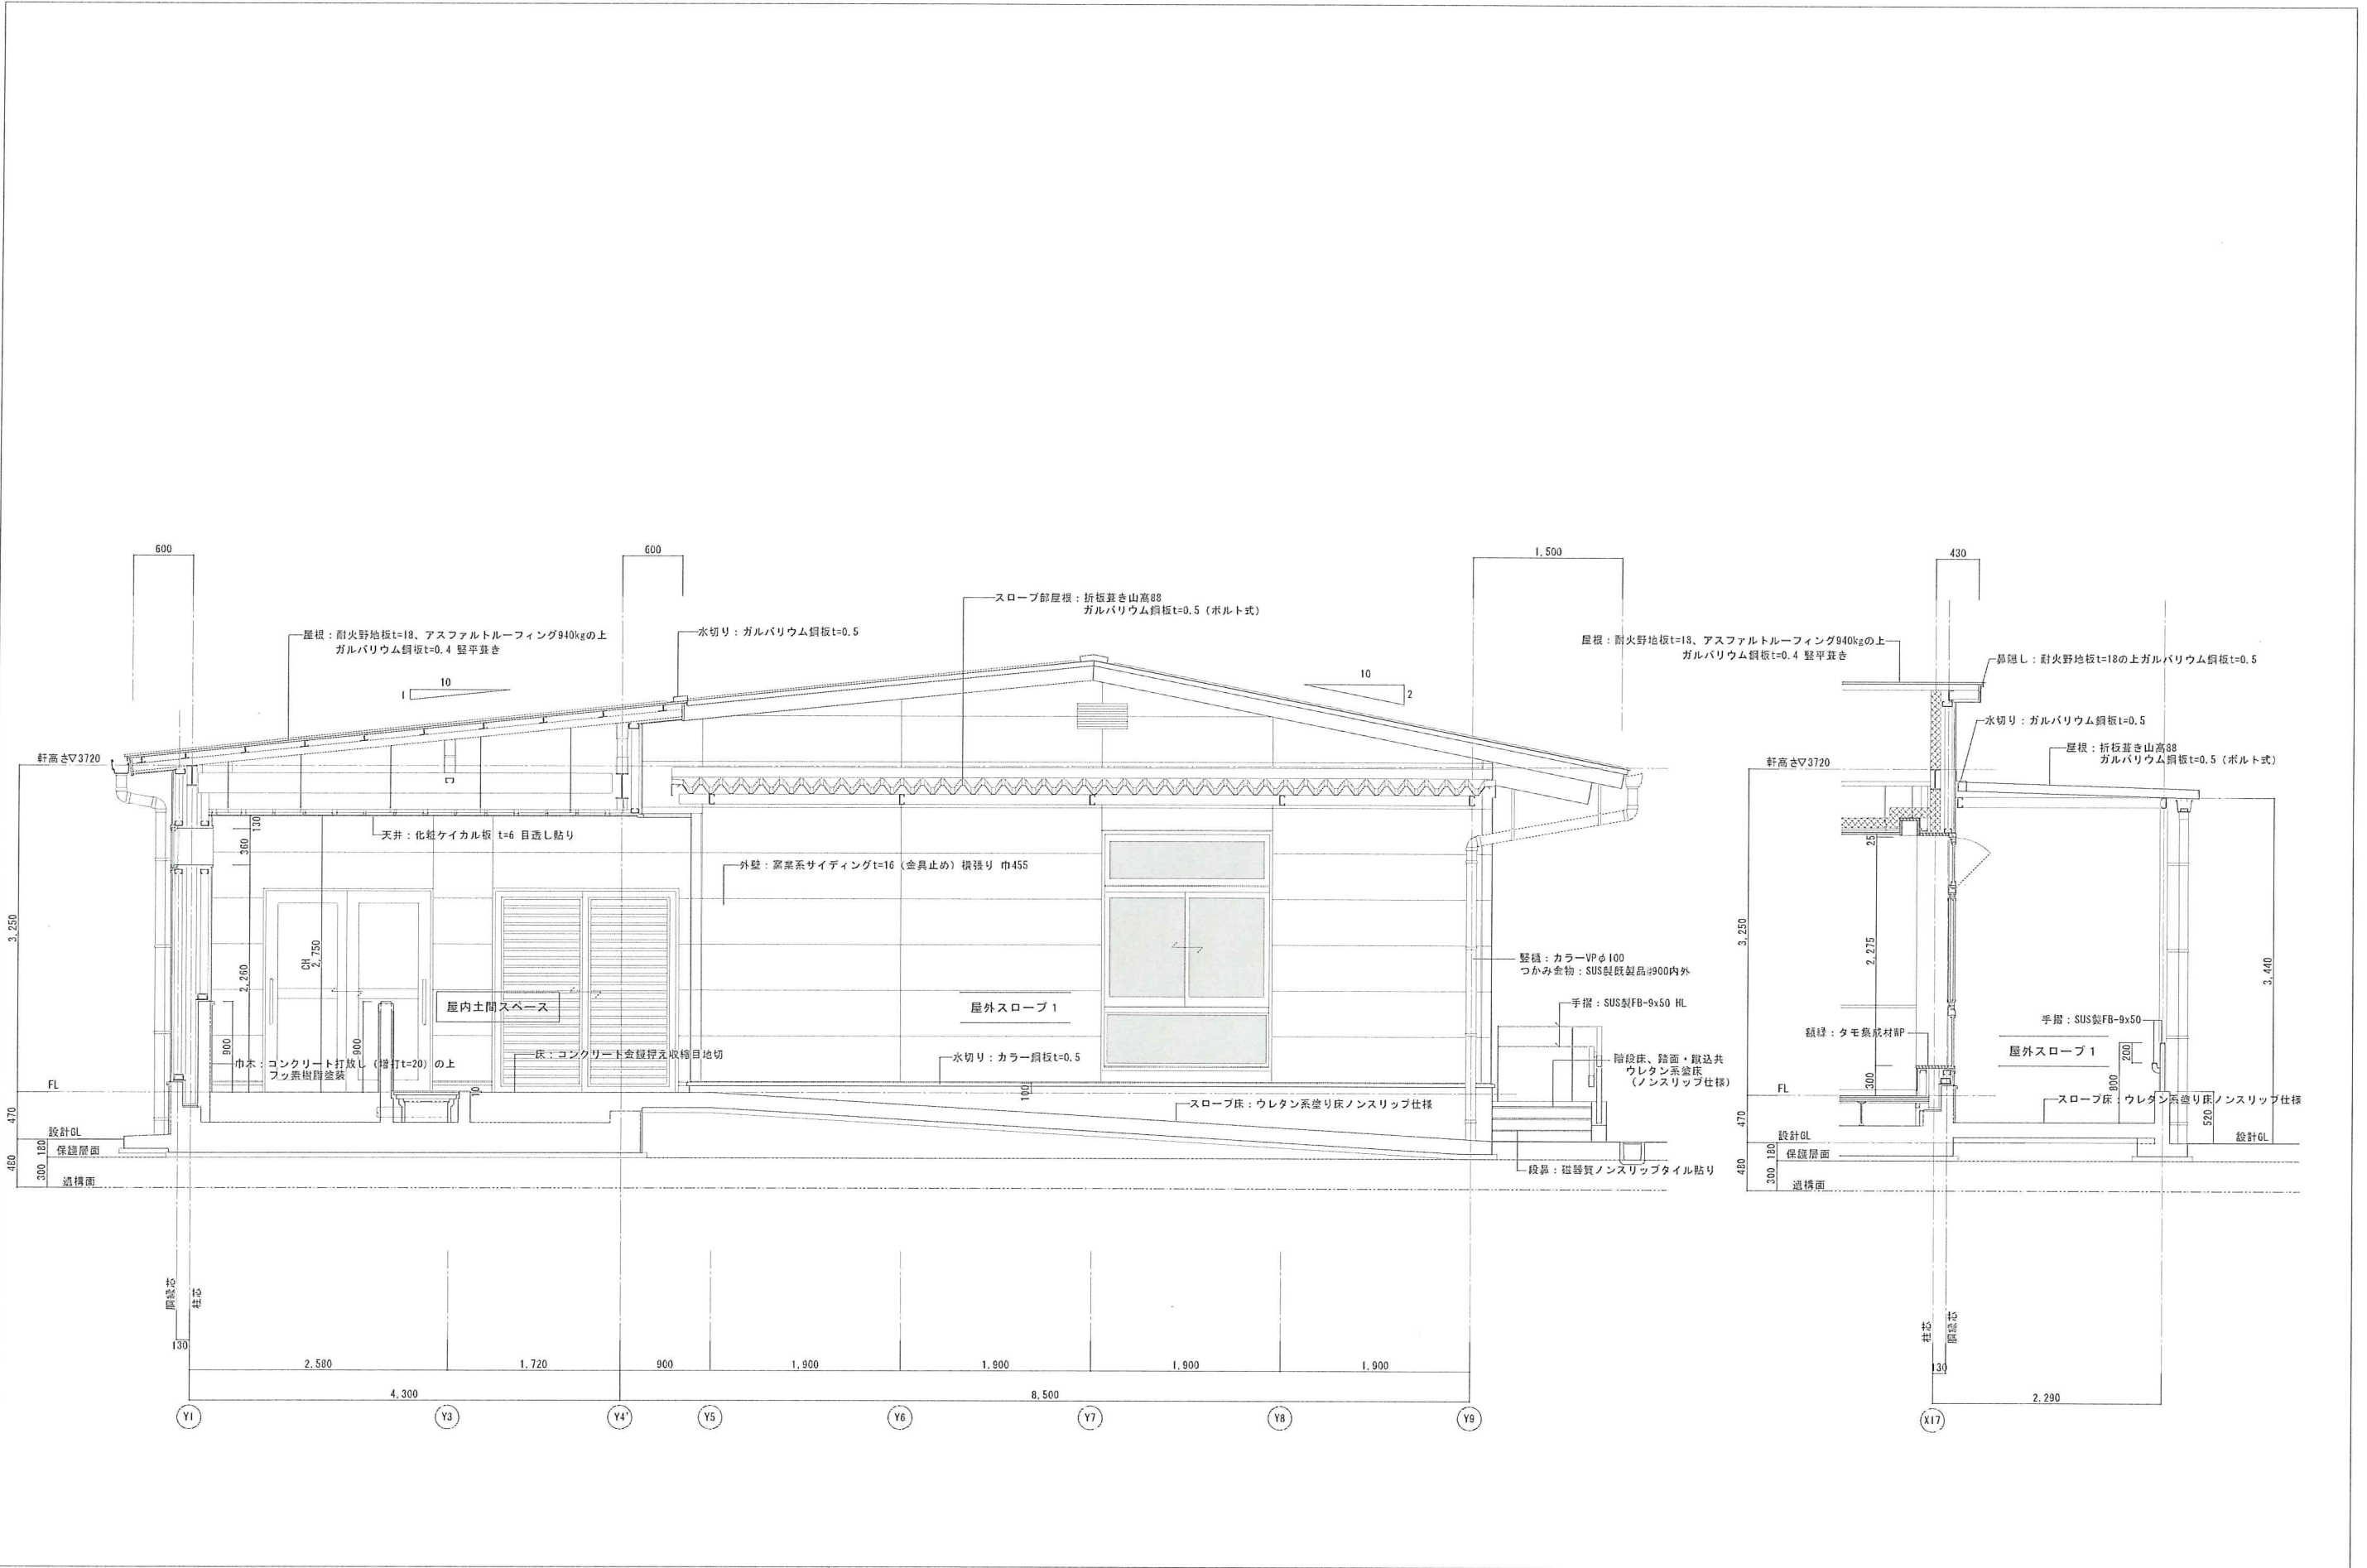 600
600
1,500
430
スロープ部屋根：折板葺き山高88
ガルバリウム鋼板t=0.5（ボルト式）
屋根：耐火野地板t=18、アスファルトルーフィング940kgの上
ガルバリウム鋼板t=0.4 竪平葺き
水切り：ガルバリウム鋼板t=0.5
10
1
10
2
軒高さ▽3720
130
360
天井：化粧ケイカル板 t=6 目透し貼り
外壁：窯業系サイディングt=16（金具止め）横張り 巾455
3,250
2,260
CH
2,750
屋内土間スペース
屋外スロープ1
竪樋：カラーVPφ100
つかみ金物：SUS製既製品@900内外
手摺：SUS製FB-9x50 HL
900
900
巾木：コンクリート打放し（増打t=20）の上
フッ素樹脂塗装
床：コンクリート金鏝押え収縮目地切
水切り：カラー鋼板t=0.5
階段床、踏面・蹴込共
ウレタン系塗床
（ノンスリップ仕様）
FL
10
100
スロープ床：ウレタン系塗り床ノンスリップ仕様
470
設計GL
180
保護層面
480
300
遺構面
段鼻：磁器質ノンスリップタイル貼り
胴縁芯
柱芯
130
2,580
1,720
900
1,900
1,900
1,900
1,900
4,300
8,500
Y1
Y3
Y4'
Y5
Y6
Y7
Y8
Y9
屋根：耐火野地板t=18、アスファルトルーフィング940kgの上
ガルバリウム鋼板t=0.4 竪平葺き
鼻隠し：耐火野地板t=18の上ガルバリウム鋼板t=0.5
水切り：ガルバリウム鋼板t=0.5
屋根：折板葺き山高88
ガルバリウム鋼板t=0.5（ボルト式）
軒高さ▽3720
25
3,250
2,275
3,440
手摺：SUS製FB-9x50
額縁：タモ集成材WP
屋外スロープ1
200
800
300
FL
スロープ床：ウレタン系塗り床ノンスリップ仕様
520
470
設計GL
設計GL
180
保護層面
480
300
遺構面
柱芯
胴縁芯
130
2,290
X17